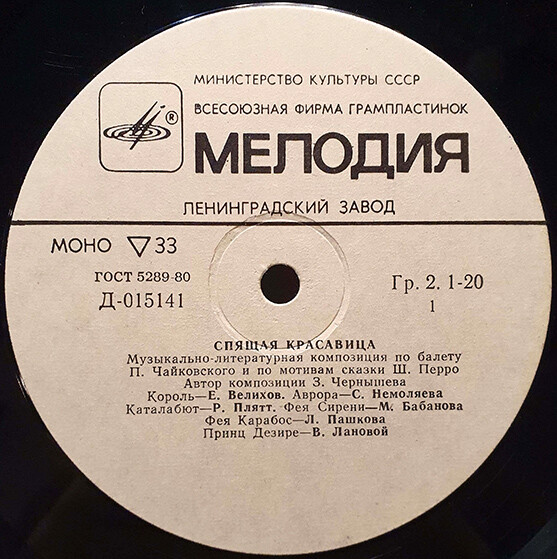 МИНИСТЕРСТВО КУЛЬТУРЫ СССР
ВСЕСОЮЗНАЯ ФИРМА ГРАМПЛАСТИНОК
®
МЕЛОДИЯ
ЛЕНИНГРАДСКИЙ ЗАВОД
МОНО ▽ 33
ГОСТ 5289-80
Д-015141
Гр. 2. 1-20
1
СПЯЩАЯ КРАСАВИЦА
Музыкально-литературная композиция по балету
П. Чайковского и по мотивам сказки Ш. Перро
Автор композиции З. Чернышева
Король—Е. Велихов. Аврора—С. Немоляева
Каталабют—Р. Плятт. Фея Сирени—М. Бабанова
Фея Карабос—Л. Пашкова
Принц Дезире—В. Лановой